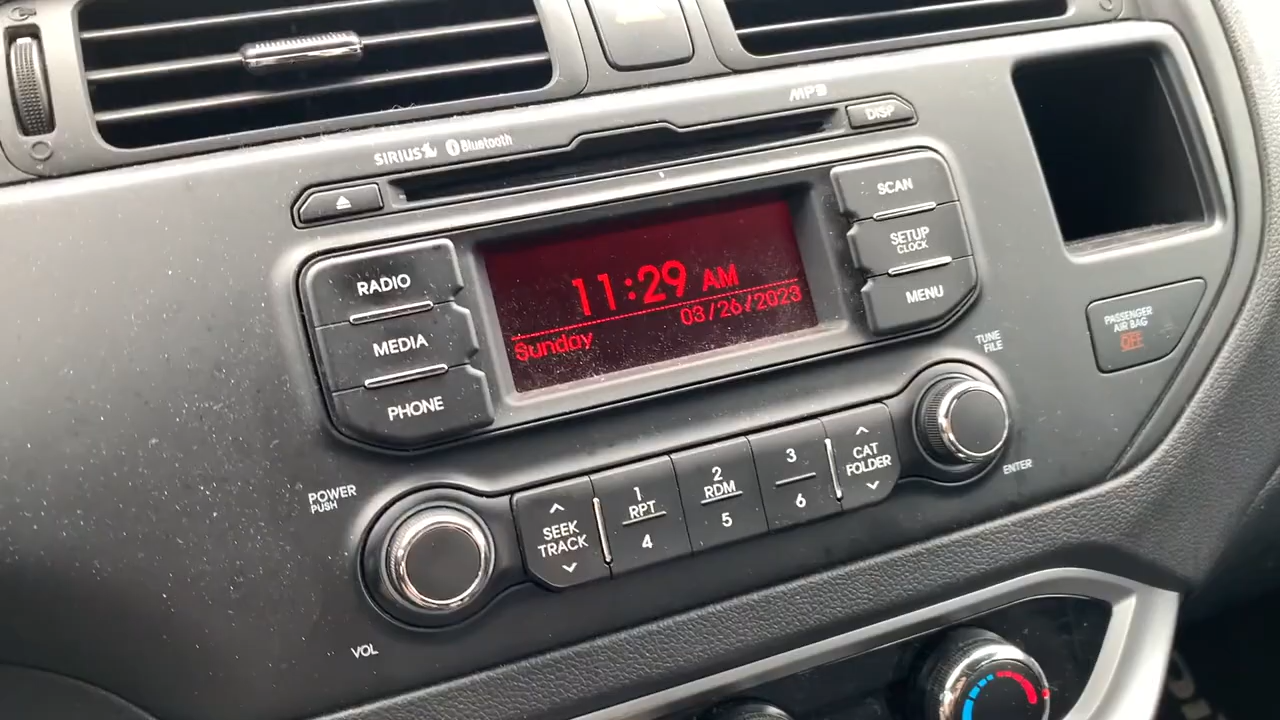 MP3
DISP
SIRIUS Bluetooth
SCAN
SETUP
CLOCK
MENU
RADIO
MEDIA
PHONE
11:29 AM
03/26/2023
Sunday
PASSENGER
AIR BAG
OFF
TUNE
FILE
ENTER
POWER
PUSH
VOL
SEEK
TRACK
1
RPT
4
2
RDM
5
3
6
CAT
FOLDER